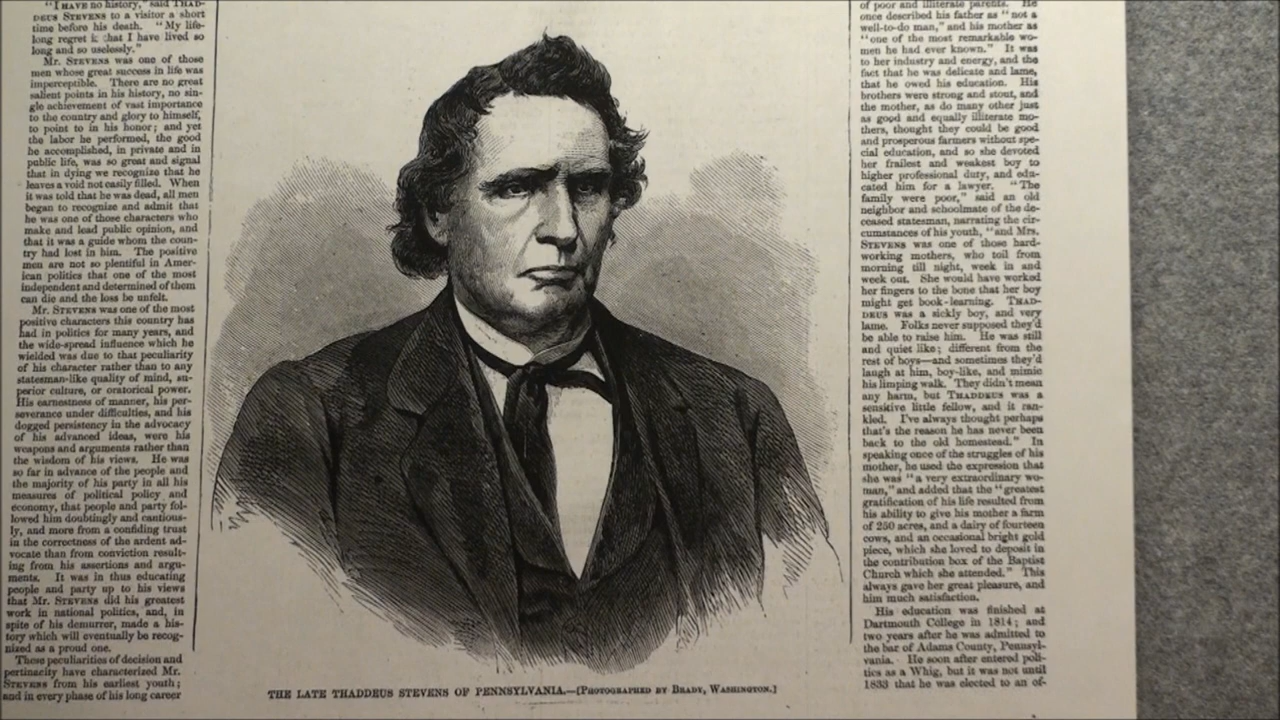 "I HAVE no history," said THAD-
DEUS STEVENS to a visitor a short
time before his death. "My life-
long regret is that I have lived so
long and so uselessly."
Mr. STEVENS was one of those
men whose great success in life was
imperceptible. There are no great
salient points in his history, no sin-
gle achievement of vast importance
to the country and glory to himself,
to point to in his honor; and yet
the labor he performed, the good
he accomplished, in private and in
public life, was so great and signal
that in dying we recognize that he
leaves a void not easily filled. When
it was told that he was dead, all men
began to recognize and admit that
he was one of those characters who
make and lead public opinion, and
that it was a guide whom the coun-
try had lost in him. The positive
men are not so plentiful in Amer-
ican politics that one of the most
independent and determined of them
can die and the loss be unfelt.
Mr. STEVENS was one of the most
positive characters this country has
had in politics for many years, and
the wide-spread influence which he
wielded was due to that peculiarity
of his character rather than to any
statesman-like quality of mind, su-
perior culture, or oratorical power.
His earnestness of manner, his per-
severance under difficulties, and his
dogged persistency in the advocacy
of his advanced ideas, were his
weapons and arguments rather than
the wisdom of his views. He was
so far in advance of the people and
the majority of his party in all his
measures of political policy and
economy, that people and party fol-
lowed him doubtingly and cautious-
ly, and more from a confiding trust
in the correctness of the ardent ad-
vocate than from conviction result-
ing from his assertions and argu-
ments. It was in thus educating
people and party up to his views
that Mr. STEVENS did his greatest
work in national politics, and, in
spite of his demurrer, made a his-
tory which will eventually be recog-
nized as a proud one.
These peculiarities of decision and
pertinacity have characterized Mr.
STEVENS from his earliest youth;
and in every phase of his long career
THE LATE THADDEUS STEVENS OF PENNSYLVANIA.—[PHOTOGRAPHED BY BRADY, WASHINGTON.]
of poor and illiterate parents. He
once described his father as "not a
well-to-do man," and his mother as
"one of the most remarkable wo-
men he had ever known." It was
to her industry and energy, and the
fact that he was delicate and lame,
that he owed his education. His
brothers were strong and stout, and
the mother, as do many other just
as good and equally illiterate mo-
thers, thought they could be good
and prosperous farmers without spe-
cial education, and so she devoted
her frailest and weakest boy to
higher professional duty, and edu-
cated him for a lawyer. "The
family were poor," said an old
neighbor and schoolmate of the de-
ceased statesman, narrating the cir-
cumstances of his youth, "and Mrs.
STEVENS was one of those hard-
working mothers, who toil from
morning till night, week in and
week out. She would have worked
her fingers to the bone that her boy
might get book-learning. THAD-
DEUS was a sickly boy, and very
lame. Folks never supposed they'd
be able to raise him. He was still
and quiet like; different from the
rest of boys—and sometimes they'd
laugh at him, boy-like, and mimic
his limping walk. They didn't mean
any harm, but THADDEUS was a
sensitive little fellow, and it ran-
kled. I've always thought perhaps
that's the reason he has never been
back to the old homestead." In
speaking once of the struggles of his
mother, he used the expression that
she was "a very extraordinary wo-
man," and added that the "greatest
gratification of his life resulted from
his ability to give his mother a farm
of 250 acres, and a dairy of fourteen
cows, and an occasional bright gold
piece, which she loved to deposit in
the contribution box of the Baptist
Church which she attended." This
always gave her great pleasure, and
him much satisfaction.
His education was finished at
Dartmouth College in 1814; and
two years after he was admitted to
the bar of Adams County, Pennsyl-
vania. He soon after entered poli-
tics as a Whig, but it was not until
1833 that he was elected to an of-